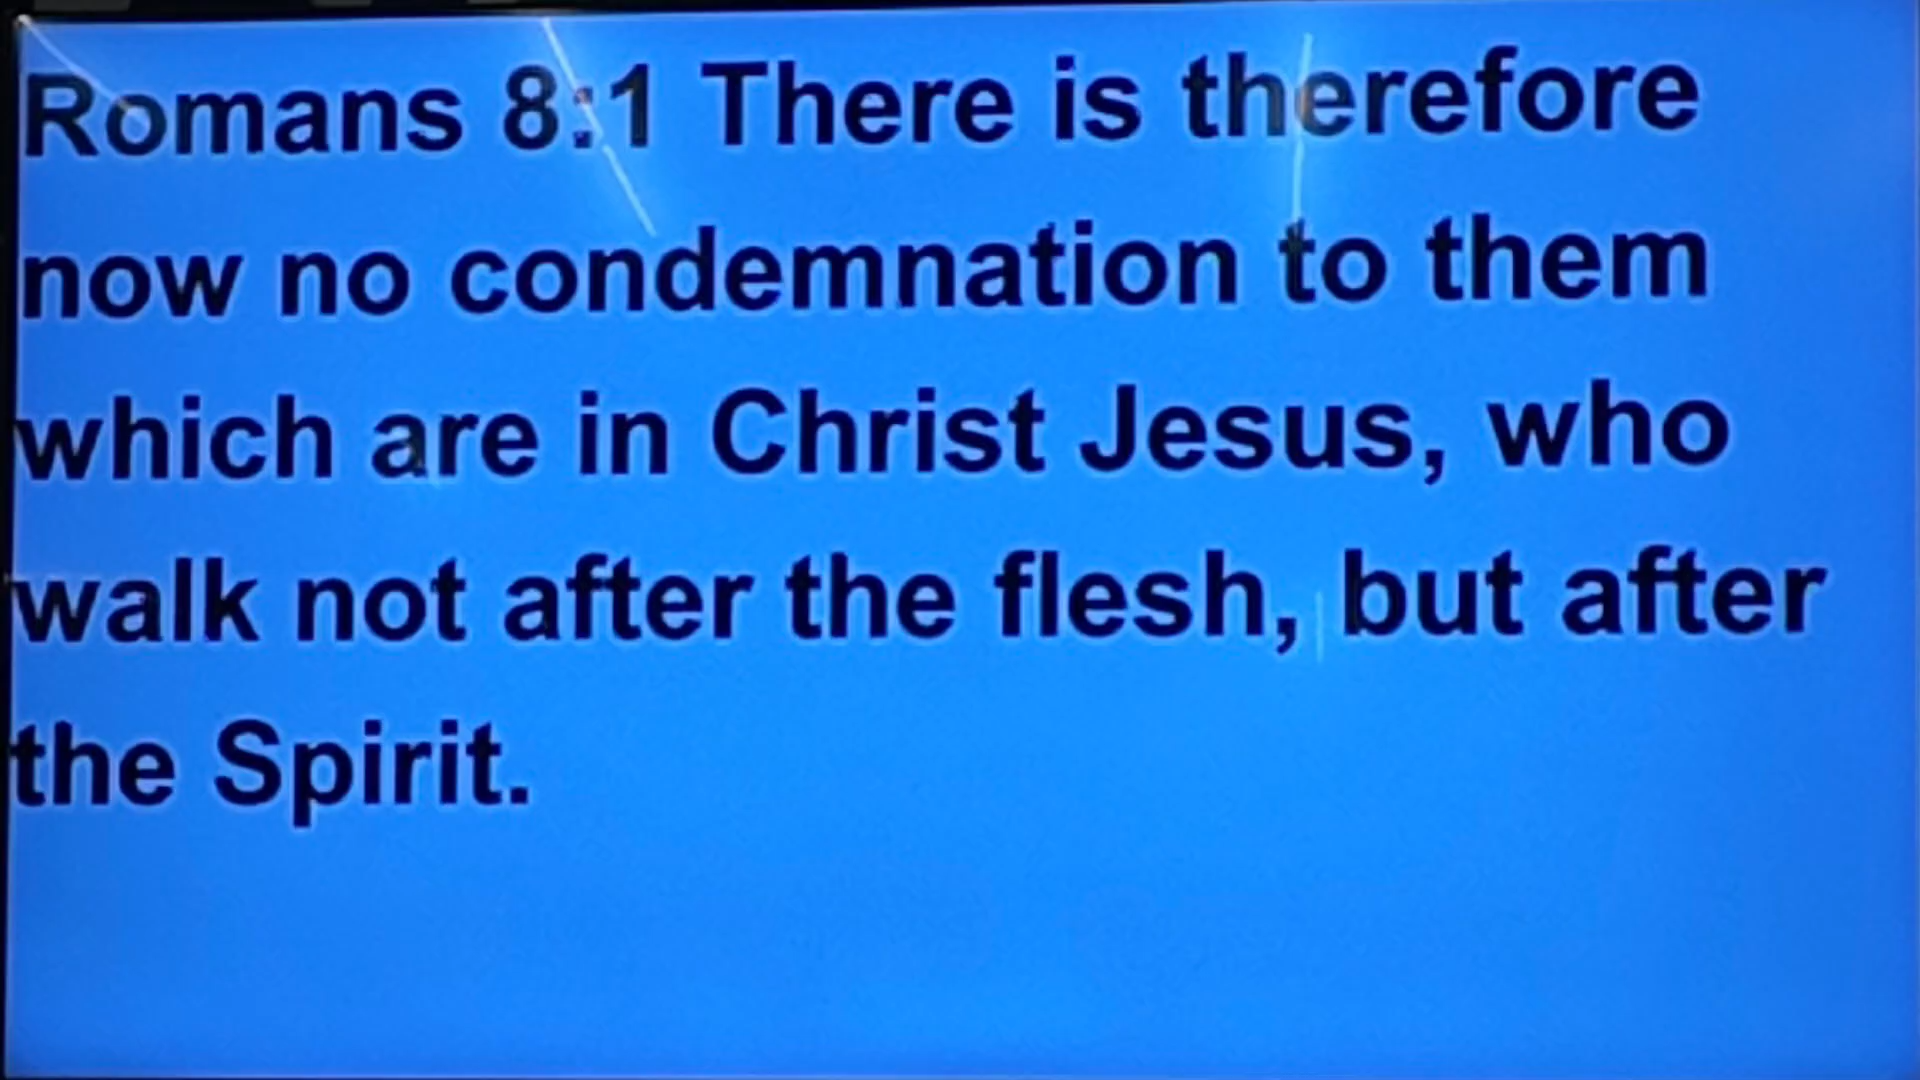 Romans 8:1 There is therefore
now no condemnation to them
which are in Christ Jesus, who
walk not after the flesh, but after
the Spirit.